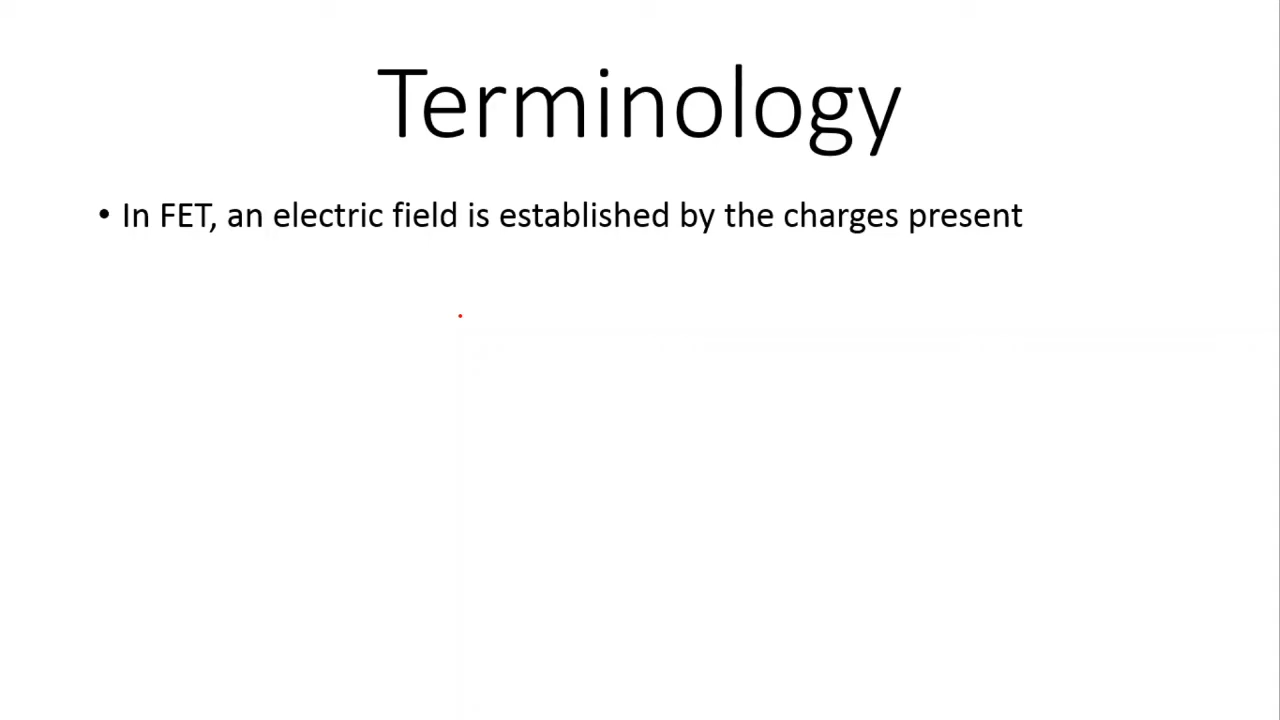 Terminology
• In FET, an electric field is established by the charges present